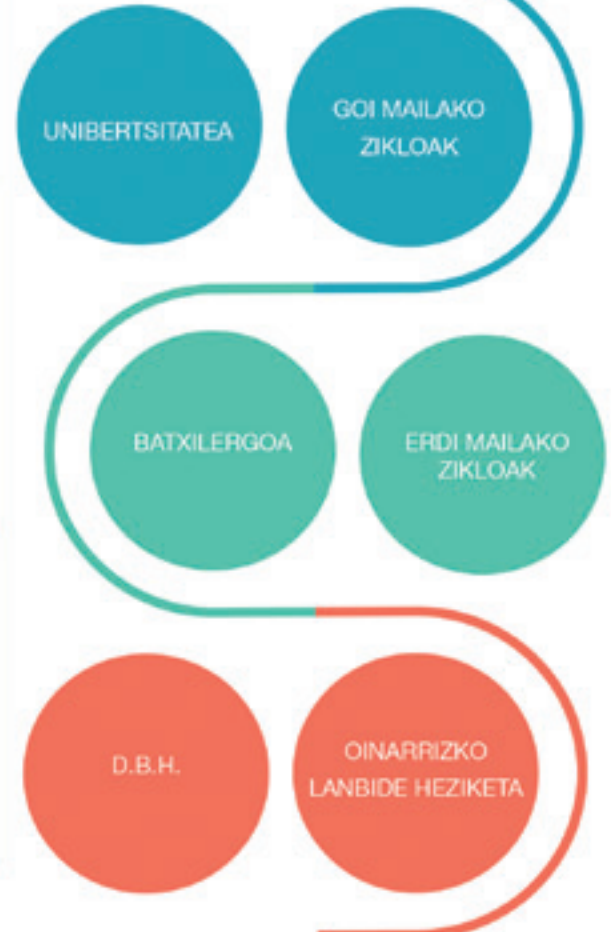 UNIBERTSITATEA
GOI MAILAKO
ZIKLOAK
BATXILERGOA
ERDI MAILAKO
ZIKLOAK
D.B.H.
OINARRIZKO
LANBIDE HEZIKETA